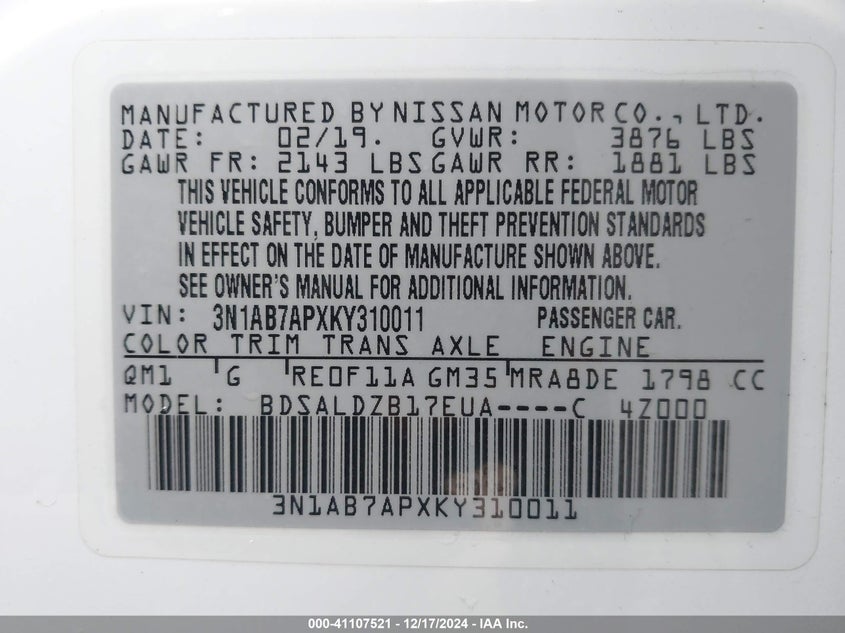 MANUFACTURED BY NISSAN MOTOR CO., LTD.
DATE: 02/19. GVWR: 3876 LBS
GAWR FR: 2143 LBS GAWR RR: 1881 LBS
THIS VEHICLE CONFORMS TO ALL APPLICABLE FEDERAL MOTOR
VEHICLE SAFETY, BUMPER AND THEFT PREVENTION STANDARDS
IN EFFECT ON THE DATE OF MANUFACTURE SHOWN ABOVE.
SEE OWNER'S MANUAL FOR ADDITIONAL INFORMATION.
VIN: 3N1AB7APXKY310011 PASSENGER CAR.
COLOR TRIM TRANS AXLE ENGINE
QM1 G RE0F11A GM35 MRA8DE 1798 CC
MODEL: BDSALDZB17EUA----C 4Z000
3N1AB7APXKY310011
000-41107521 - 12/17/2024 - IAA Inc.